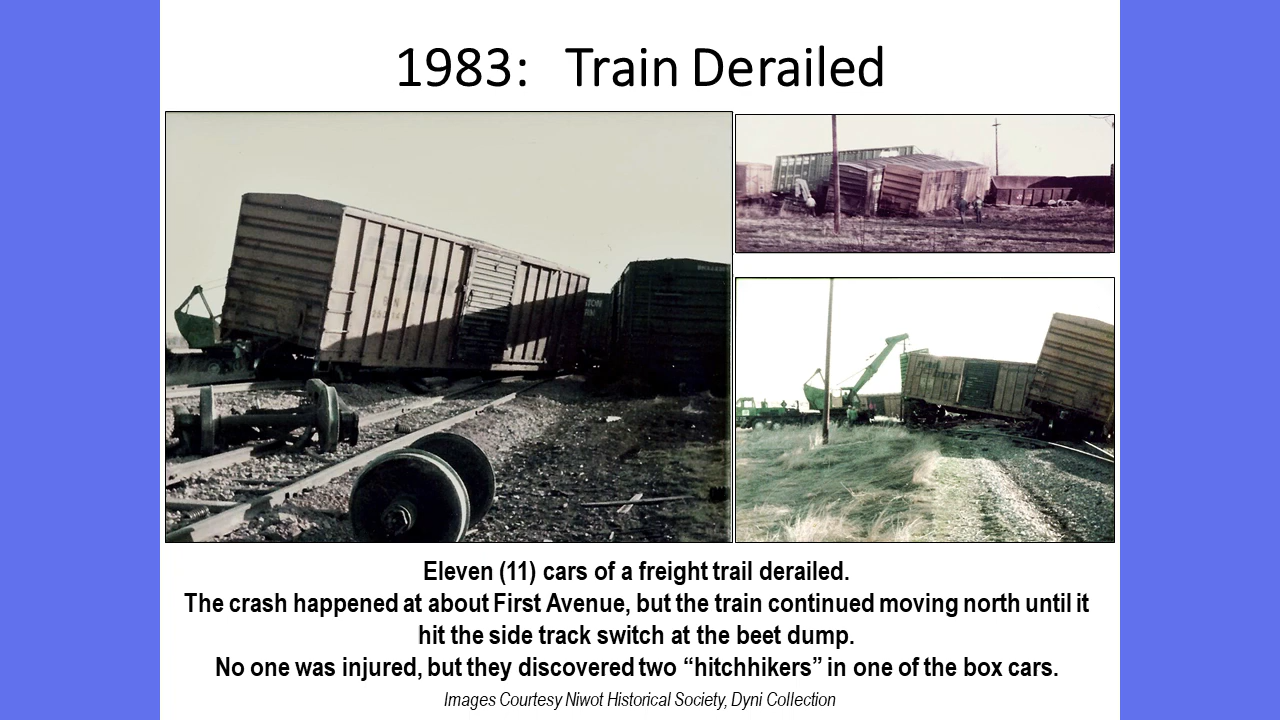 1983: Train Derailed
BN
Eleven (11) cars of a freight trail derailed.
The crash happened at about First Avenue, but the train continued moving north until it
hit the side track switch at the beet dump.
No one was injured, but they discovered two “hitchhikers” in one of the box cars.
Images Courtesy Niwot Historical Society, Dyni Collection